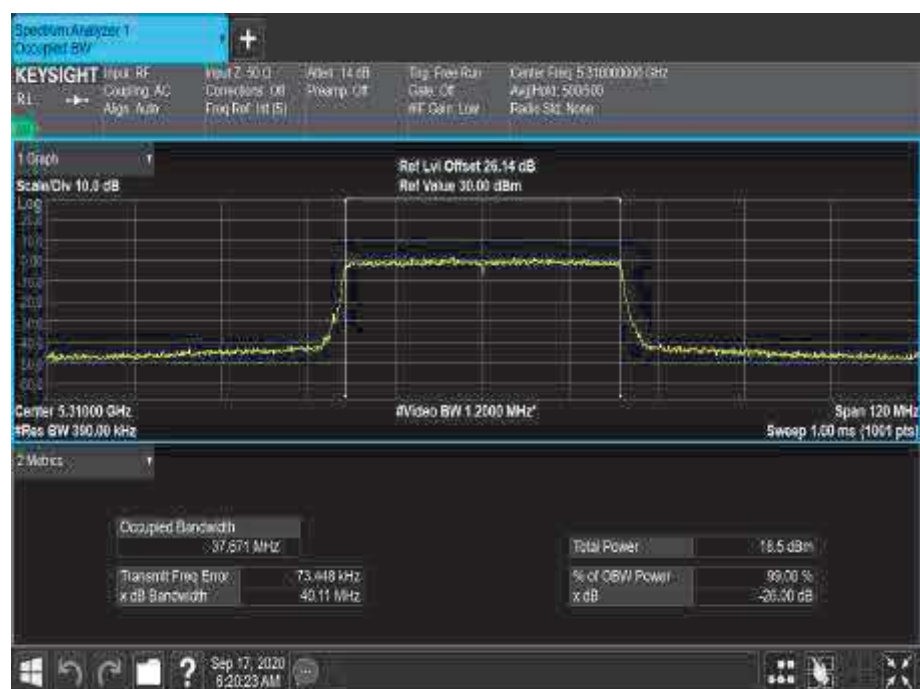 Spectrum Analyzer 1
Occupied BW
+
KEYSIGHT Input: RF
R L
Coupling: AC
Align: Auto
Input Z: 50 Ω
Corrections: Off
Freq Ref: Int (S)
Atten: 14 dB
Preamp: Off
Trig: Free Run
Gate: Off
#IF Gain: Low
Center Freq: 5.310000000 GHz
Avg|Hold: 500/500
Radio Std: None
1 Graph
Scale/Div 10.0 dB
Ref Lvl Offset 26.14 dB
Ref Value 30.00 dBm
Log
10.0
0.00
Center 5.31000 GHz
#Res BW 390.00 kHz
#Video BW 1.2000 MHz*
Span 120 MHz
Sweep 1.00 ms (1001 pts)
2 Metrics
Occupied Bandwidth
37.671 MHz
Transmit Freq Error 73.448 kHz
x dB Bandwidth 40.11 MHz
Total Power 18.5 dBm
% of OBW Power 99.00 %
x dB -26.00 dB
?
Sep 17, 2020
6:20:23 AM